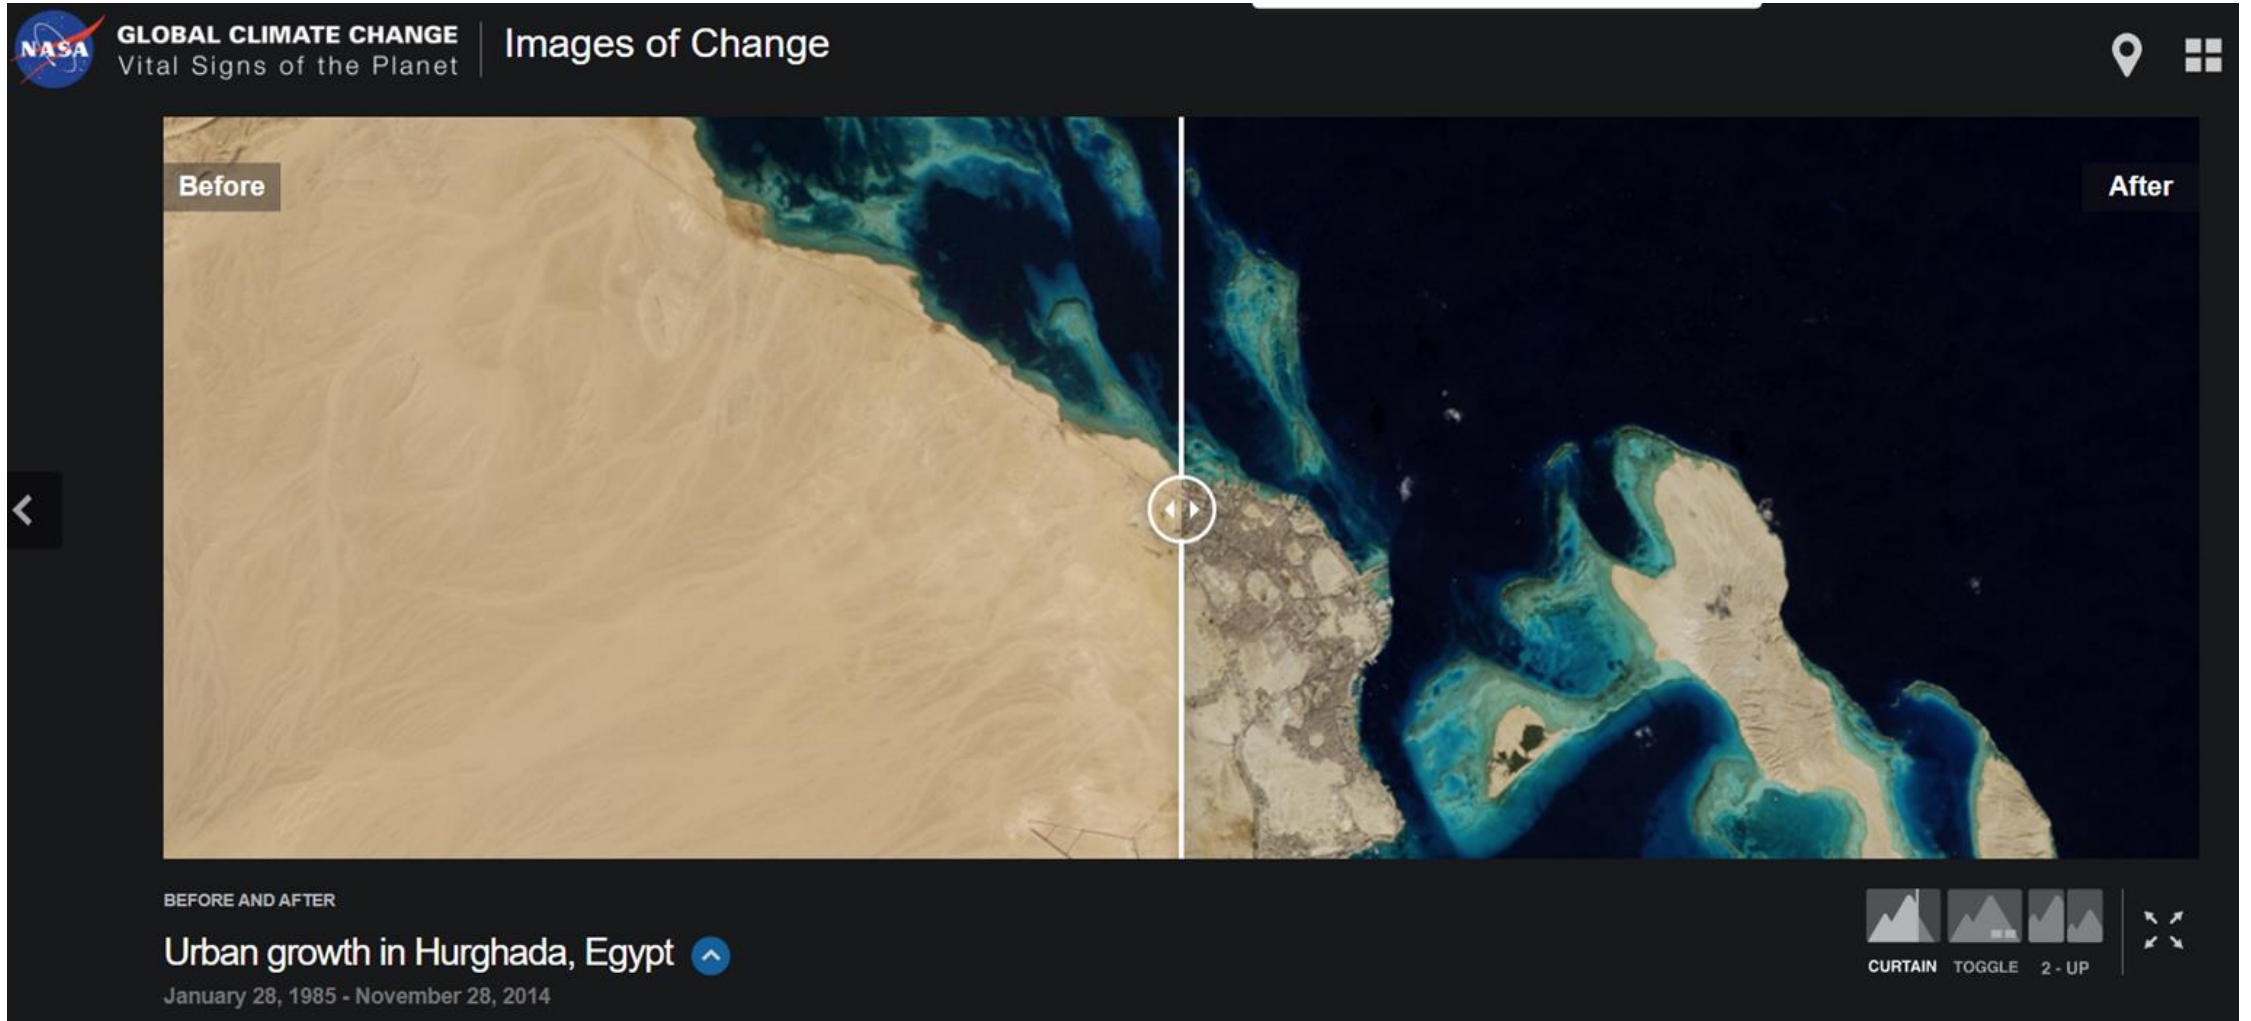 NASA
GLOBAL CLIMATE CHANGE
Vital Signs of the Planet
Images of Change
Before
After
BEFORE AND AFTER
Urban growth in Hurghada, Egypt
January 28, 1985 - November 28, 2014
CURTAIN
TOGGLE
2 - UP